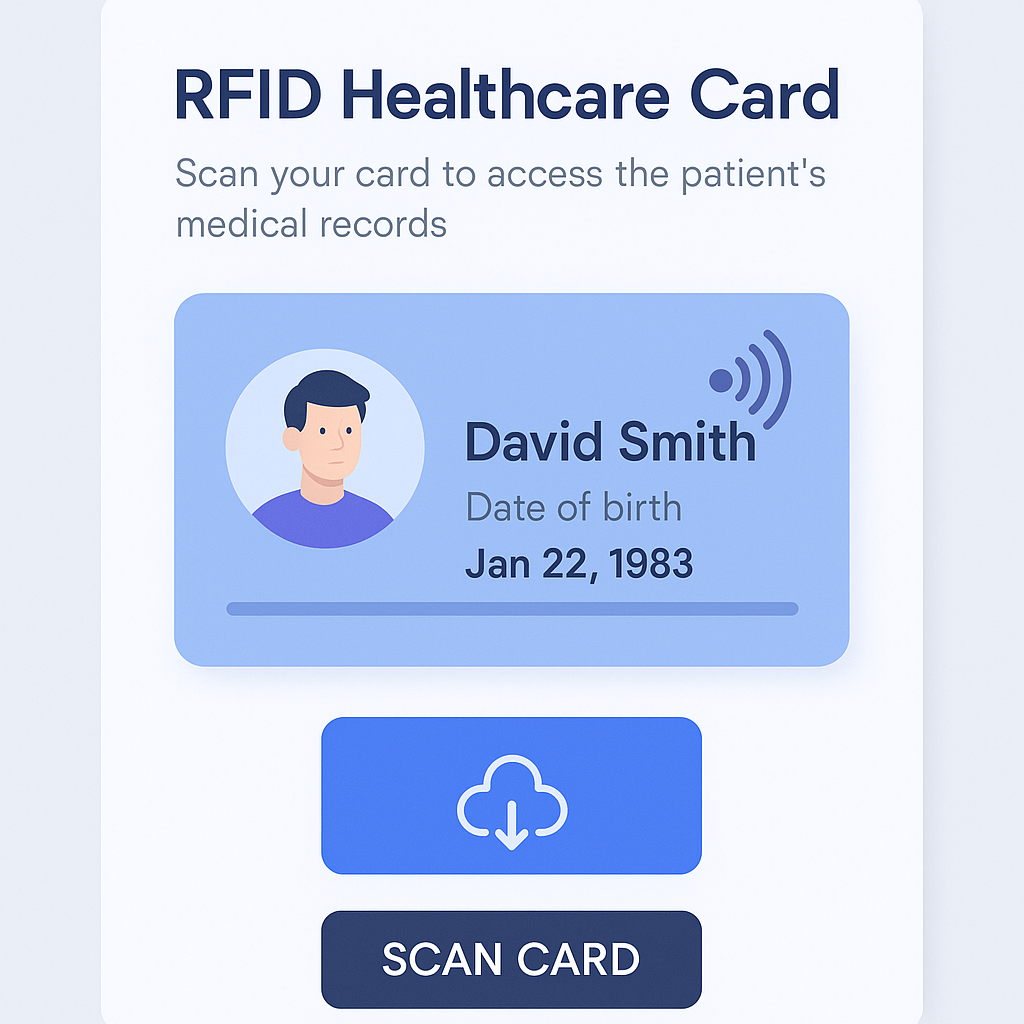 RFID Healthcare Card
Scan your card to access the patient's
medical records
David Smith
Date of birth
Jan 22, 1983
SCAN CARD